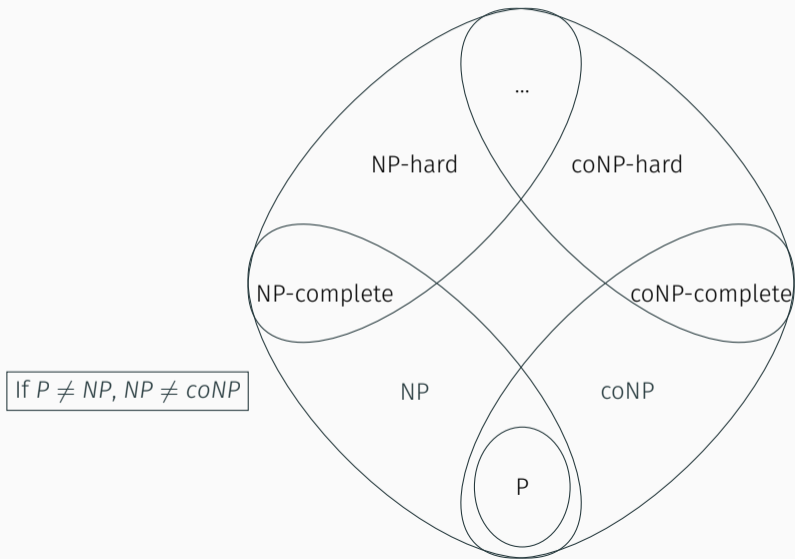 ...
NP-hard
coNP-hard
NP-complete
coNP-complete
If P ≠ NP, NP ≠ coNP
NP
coNP
P